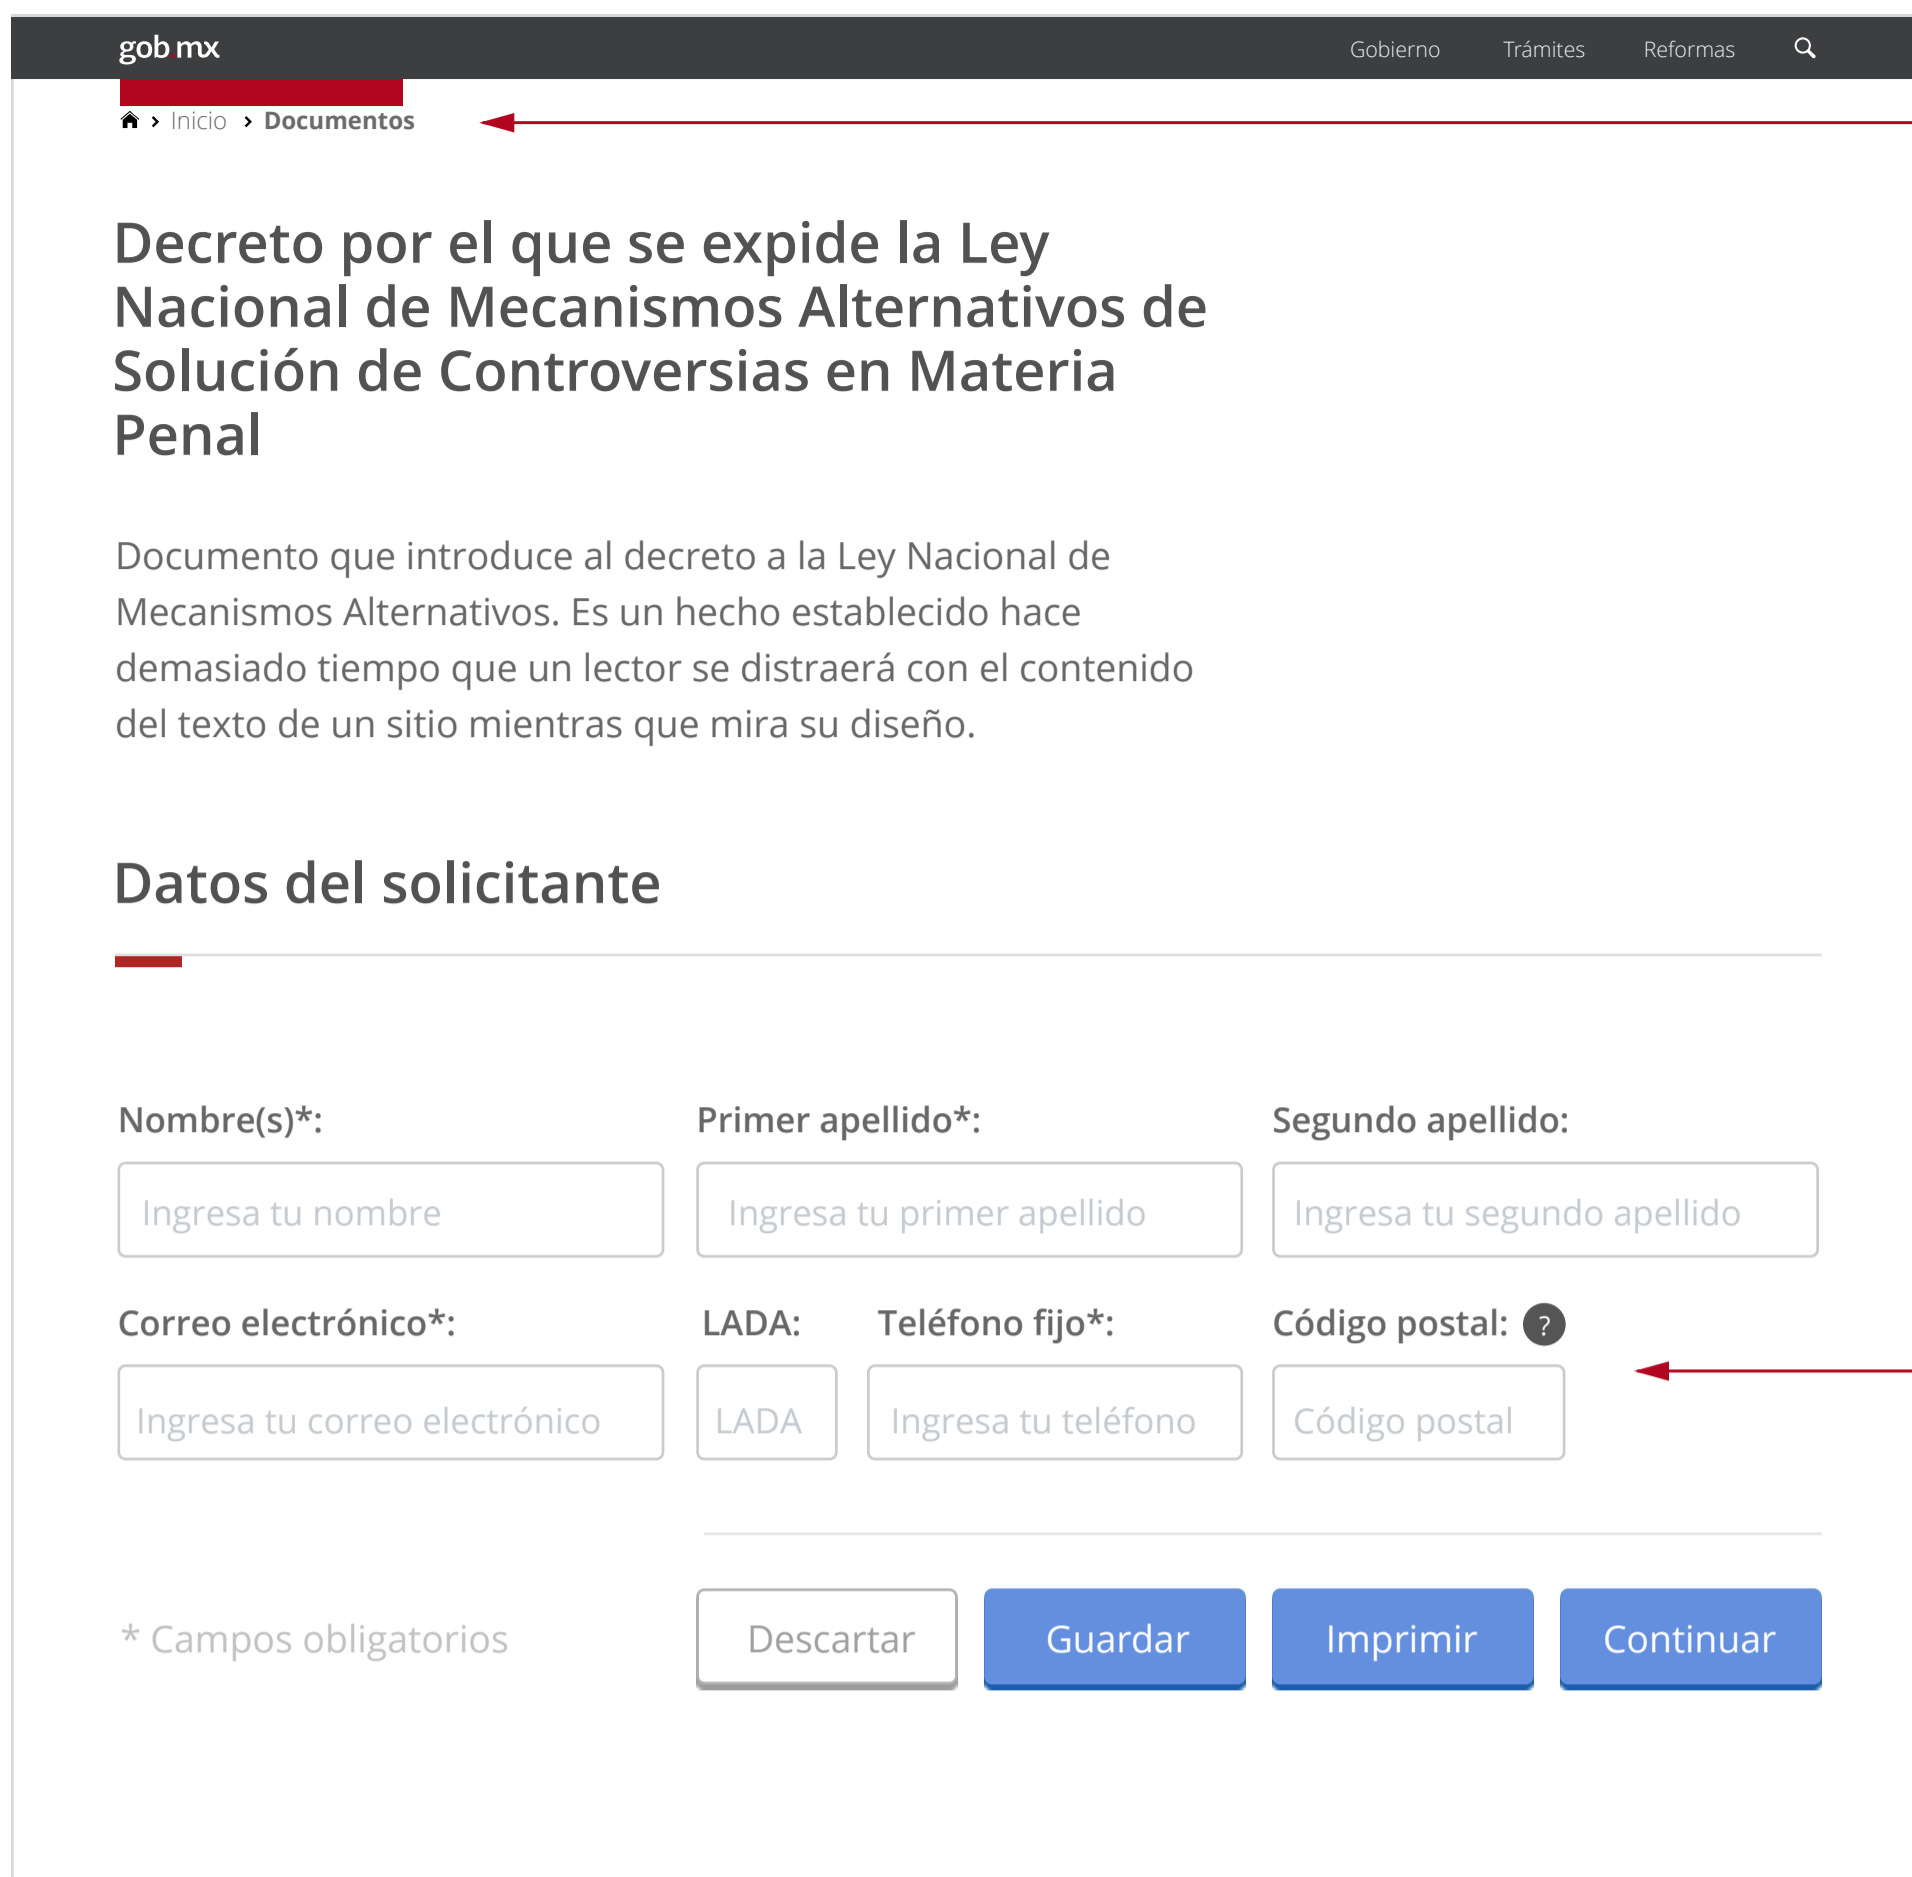 gob.mx Gobierno Trámites Reformas
Inicio > Documentos
Decreto por el que se expide la Ley
Nacional de Mecanismos Alternativos de
Solución de Controversias en Materia
Penal
Documento que introduce al decreto a la Ley Nacional de
Mecanismos Alternativos. Es un hecho establecido hace
demasiado tiempo que un lector se distraerá con el contenido
del texto de un sitio mientras que mira su diseño.
Datos del solicitante
Nombre(s)*: Primer apellido*: Segundo apellido:
Ingresa tu nombre Ingresa tu primer apellido Ingresa tu segundo apellido
Correo electrónico*: LADA: Teléfono fijo*: Código postal: ?
Ingresa tu correo electrónico LADA Ingresa tu teléfono Código postal
* Campos obligatorios Descartar Guardar Imprimir Continuar